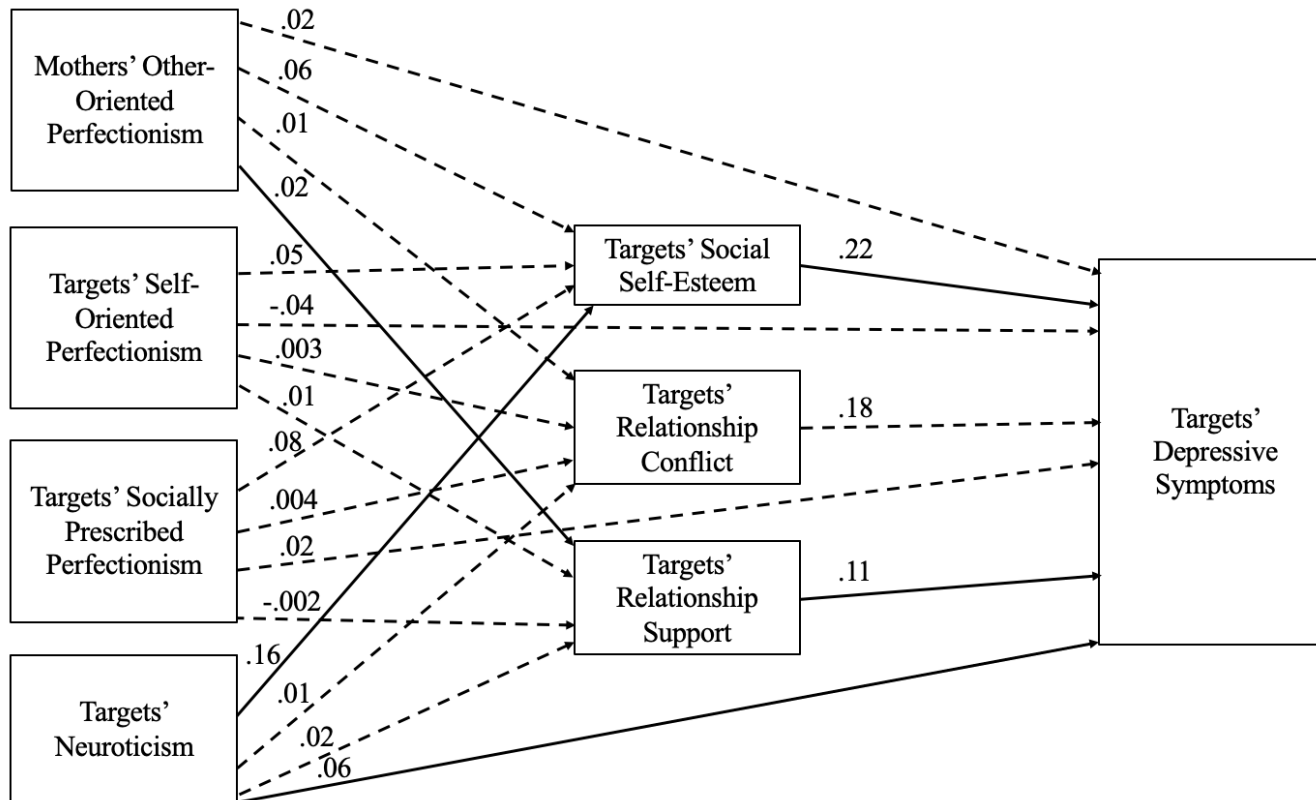 Mothers’ Other-
Oriented
Perfectionism
.02
.06
.01
.02
Targets’ Self-
Oriented
Perfectionism
.05
-.04
.003
.01
Targets’ Socially
Prescribed
Perfectionism
.08
.004
.02
-.002
Targets’
Neuroticism
.16
.01
.02
.06
Targets’ Social
Self-Esteem
.22
Targets’
Relationship
Conflict
.18
Targets’
Relationship
Support
.11
Targets’
Depressive
Symptoms